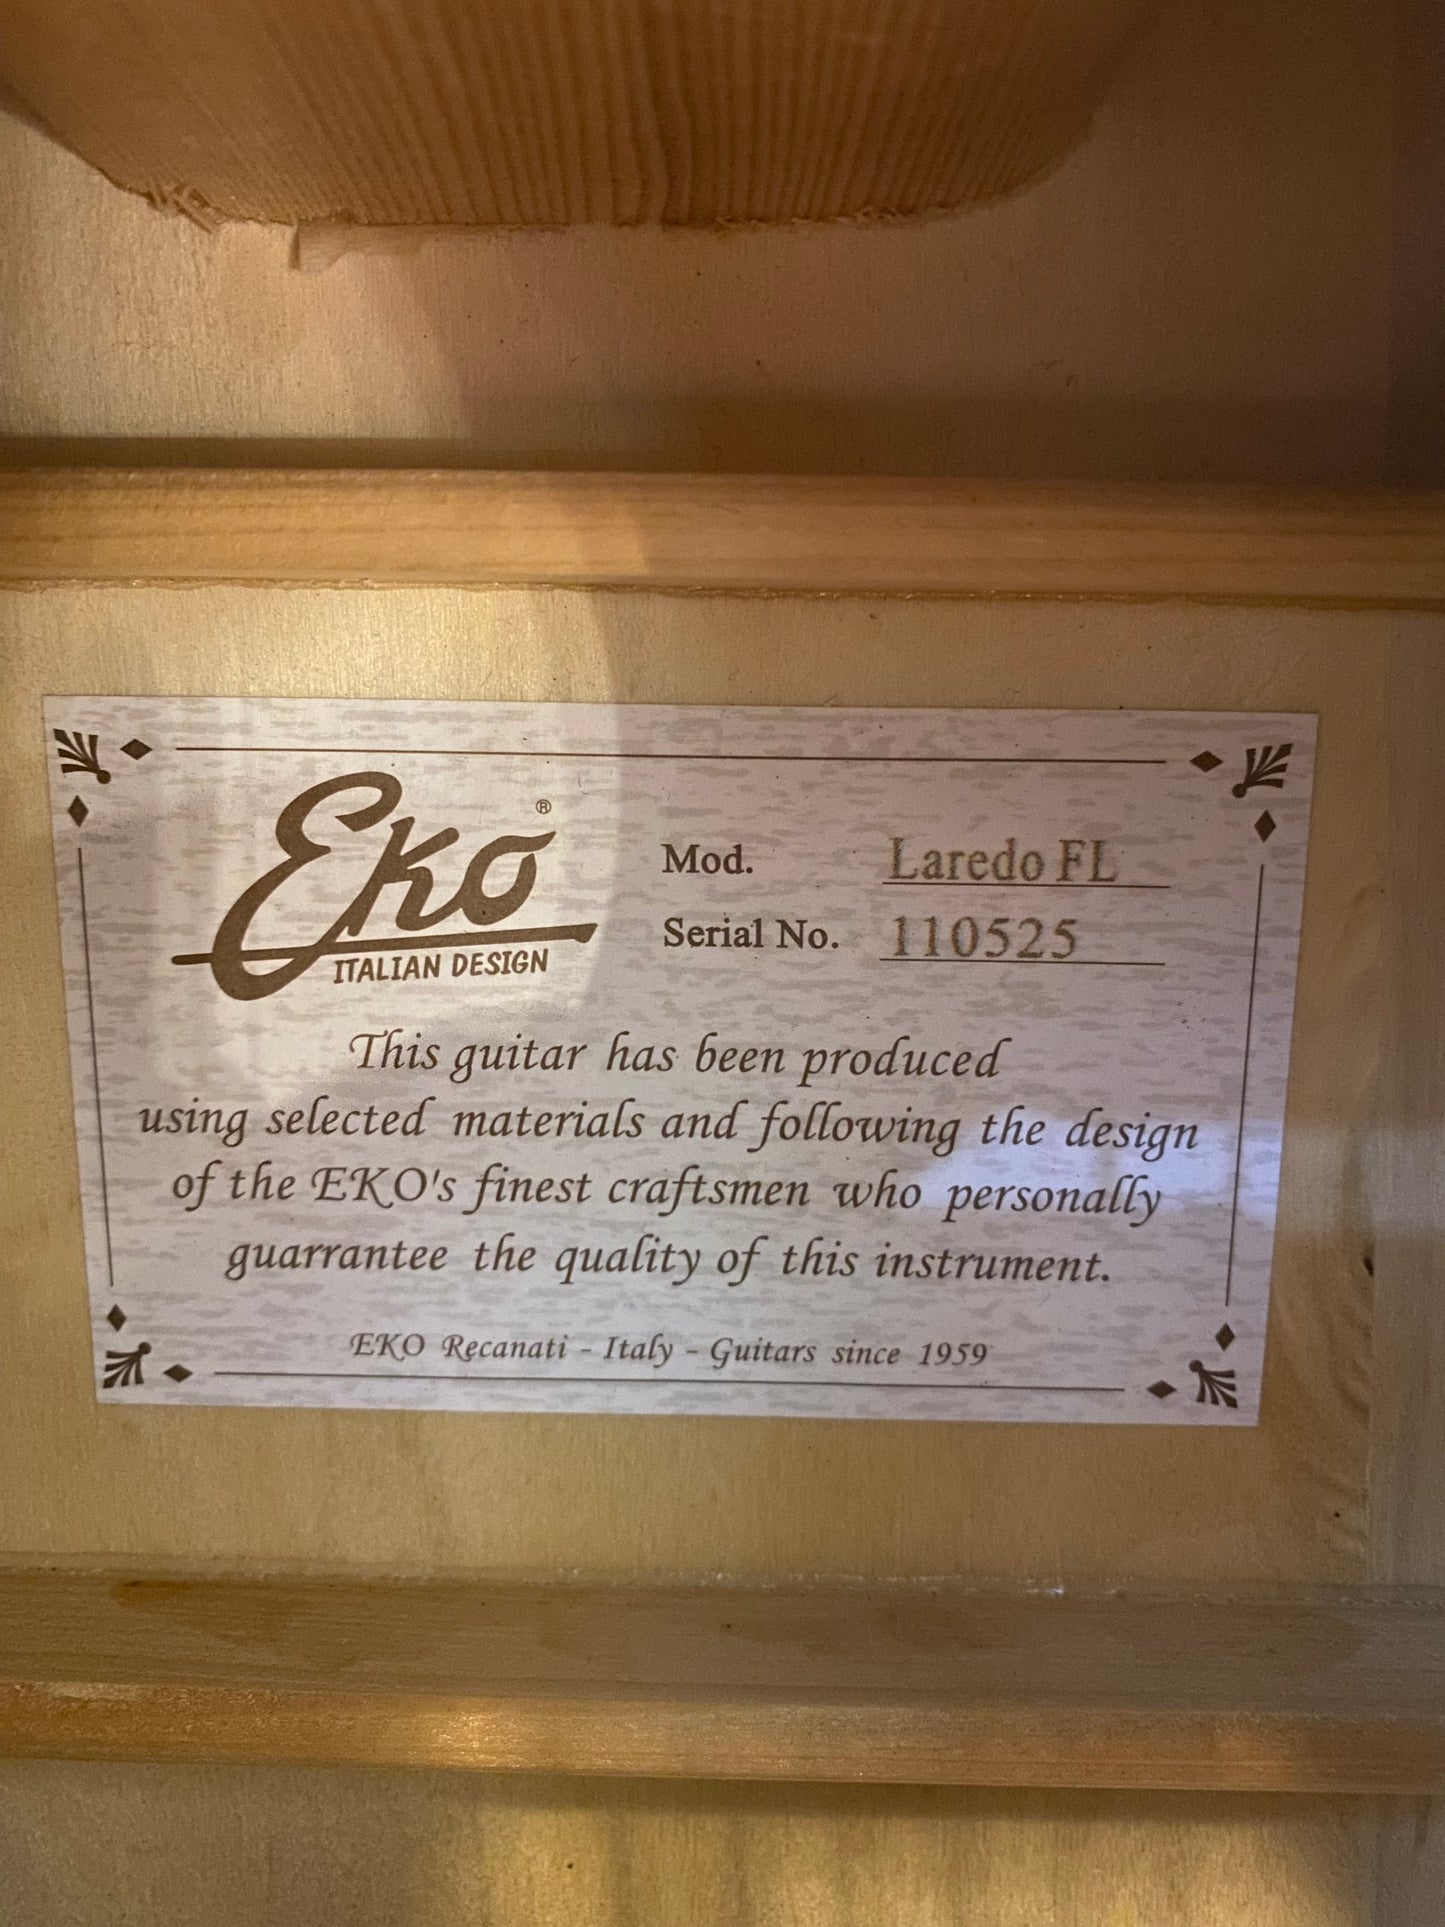 Eko®
ITALIAN DESIGN
Mod. Laredo FL
Serial No. 110525
This guitar has been produced
using selected materials and following the design
of the EKO's finest craftsmen who personally
guarrantee the quality of this instrument.
EKO Recanati - Italy - Guitars since 1959